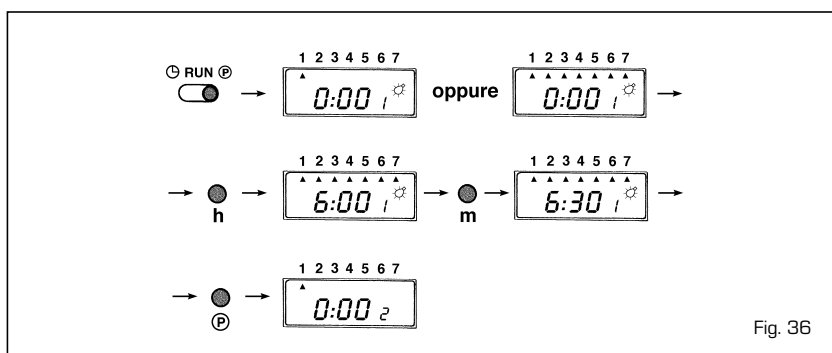 1 2 3 4 5 6 7 1 2 3 4 5 6 7
RUN P
0:00 1 oppure 0:00 1
1 2 3 4 5 6 7 1 2 3 4 5 6 7
6:00 1 6:30 1
h m
1 2 3 4 5 6 7
0:00 2
P
Fig. 36